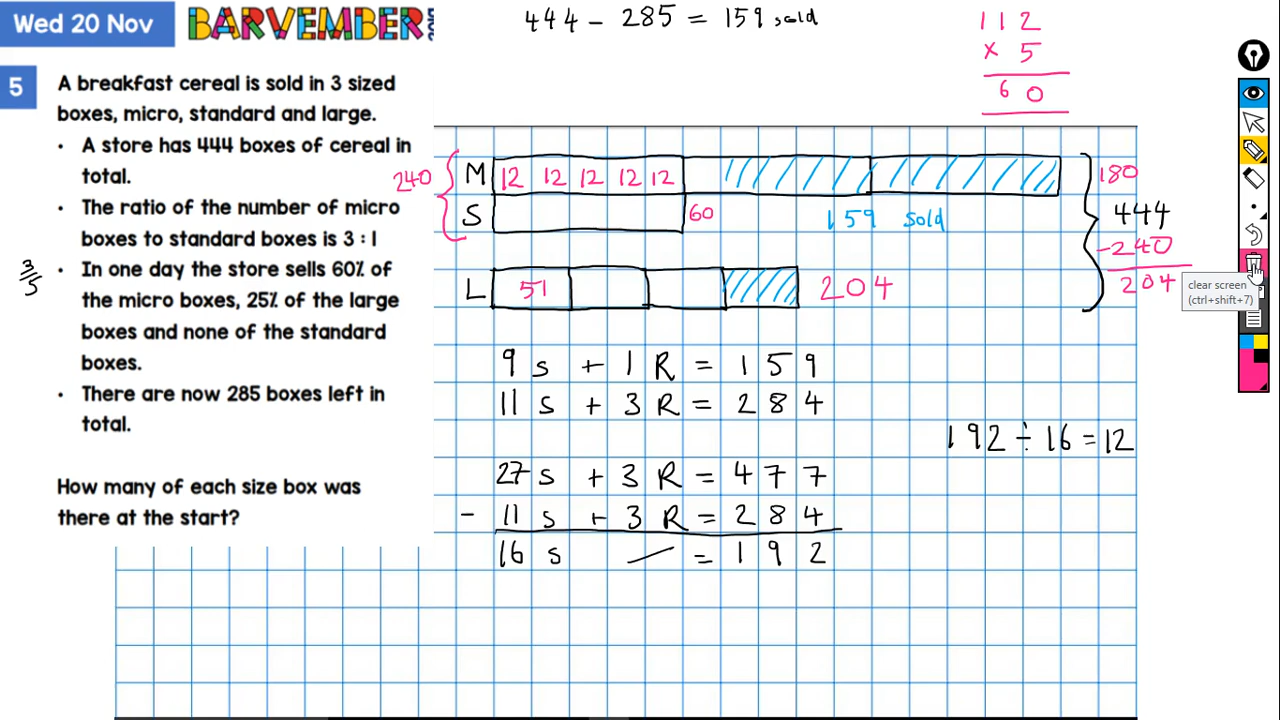 Wed 20 Nov
BARVEMBER
5
A breakfast cereal is sold in 3 sized
boxes, micro, standard and large.
• A store has 444 boxes of cereal in
total.
• The ratio of the number of micro
boxes to standard boxes is 3 : 1
• In one day the store sells 60% of
the micro boxes, 25% of the large
boxes and none of the standard
boxes.
• There are now 285 boxes left in
total.
How many of each size box was
there at the start?
3/5
444 - 285 = 159 sold
112
× 5
60
240
M 12 12 12 12 12
S 60 159 sold
L 51 204
180
444
-240
204
9 s + 1 R = 159
11 s + 3 R = 284
27 s + 3 R = 477
- 11 s + 3 R = 284
16 s = 192
192 ÷ 16 = 12
clear screen
(ctrl+shift+7)